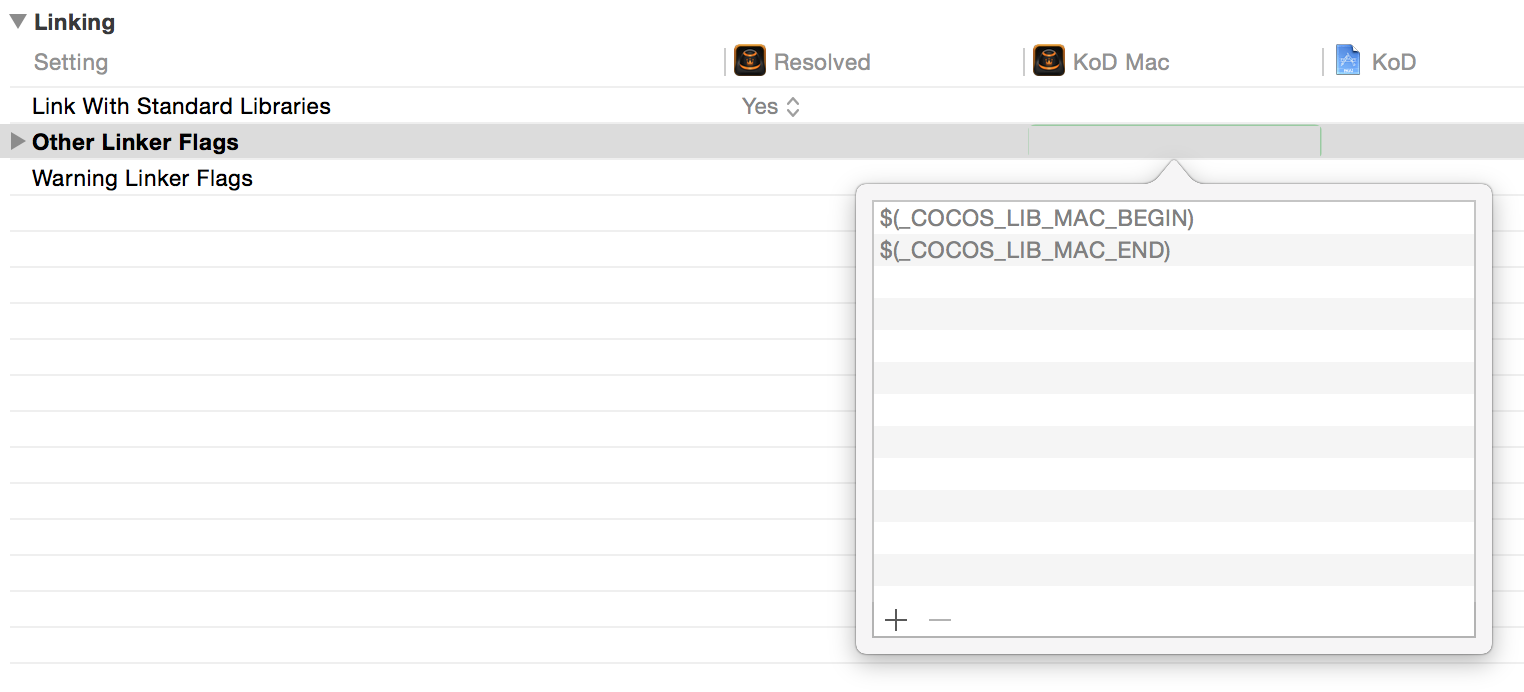 Linking
Setting Resolved KoD Mac KoD
Link With Standard Libraries Yes
Other Linker Flags
Warning Linker Flags
$(_COCOS_LIB_MAC_BEGIN)
$(_COCOS_LIB_MAC_END)